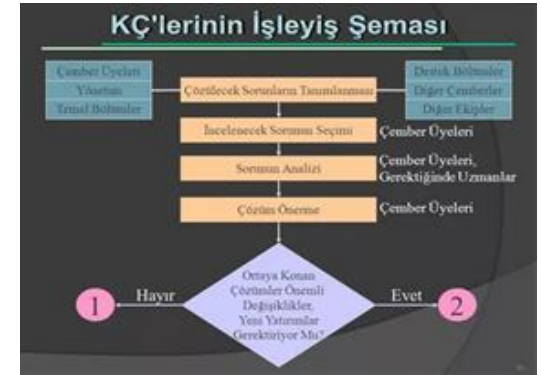 KÇ'lerinin İşleyiş Şeması
Çember Üyeleri
Yönetim
Temel Bölümler
Çözülecek Sorunların Tanımlanması
Destek Bölümler
Diğer Çemberler
Diğer Ekipler
İncelenecek Sorunun Seçimi
Çember Üyeleri
Sorunun Analizi
Çember Üyeleri,
Gerektiğinde Uzmanlar
Çözüm Önerme
Çember Üyeleri
Ortaya Konan
Çözümler Önemli
Değişiklikler,
Yeni Yatırımlar
Gerektiriyor Mu?
1
Hayır
Evet
2